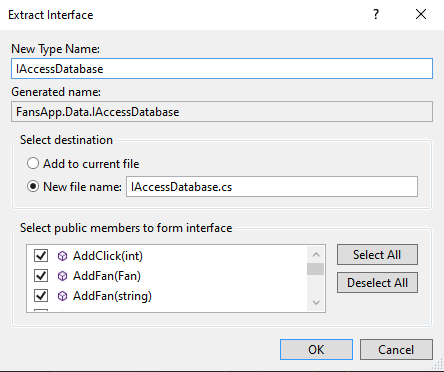 Extract Interface
New Type Name:
IAccessDatabase
Generated name:
FansApp.Data.IAccessDatabase
Select destination
Add to current file
New file name: IAccessDatabase.cs
Select public members to form interface
AddClick(int)
AddFan(Fan)
AddFan(string)
Select All
Deselect All
OK Cancel